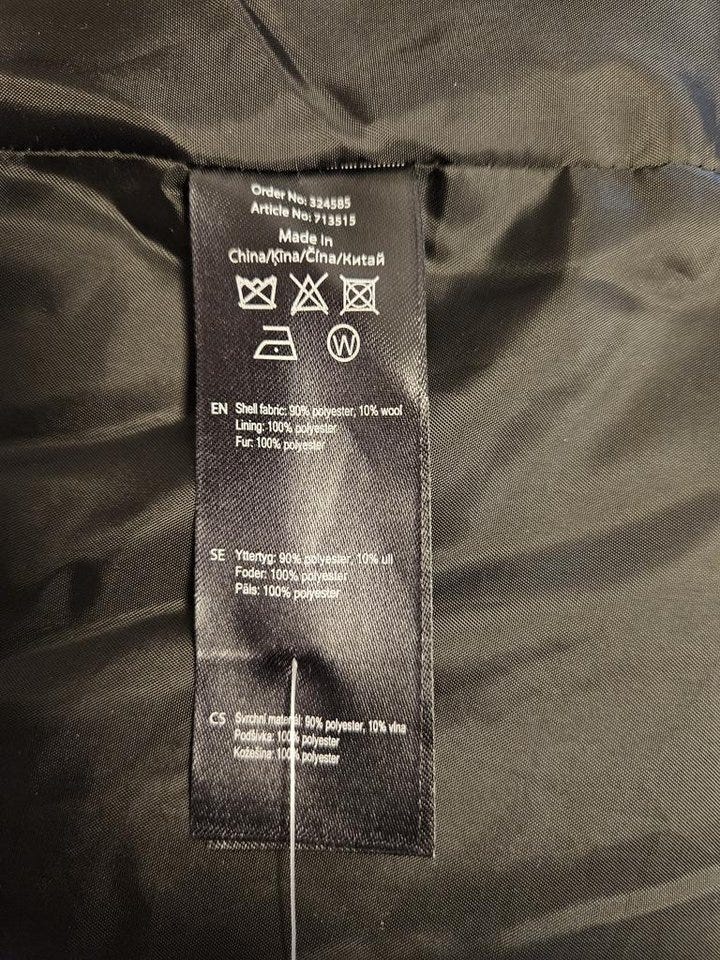 Order No: 324585
Article No: 713515
Made in
China/Ķīna/Čína/Китай
W
EN Shell fabric: 90% polyester, 10% wool
Lining: 100% polyester
Fur: 100% polyester
SE Yttertyg: 90% polyester, 10% ull
Foder: 100% polyester
Päls: 100% polyester
CS Svrchní materiál: 90% polyester, 10% vlna
Podšívka: 100% polyester
Kožešina: 100% polyester